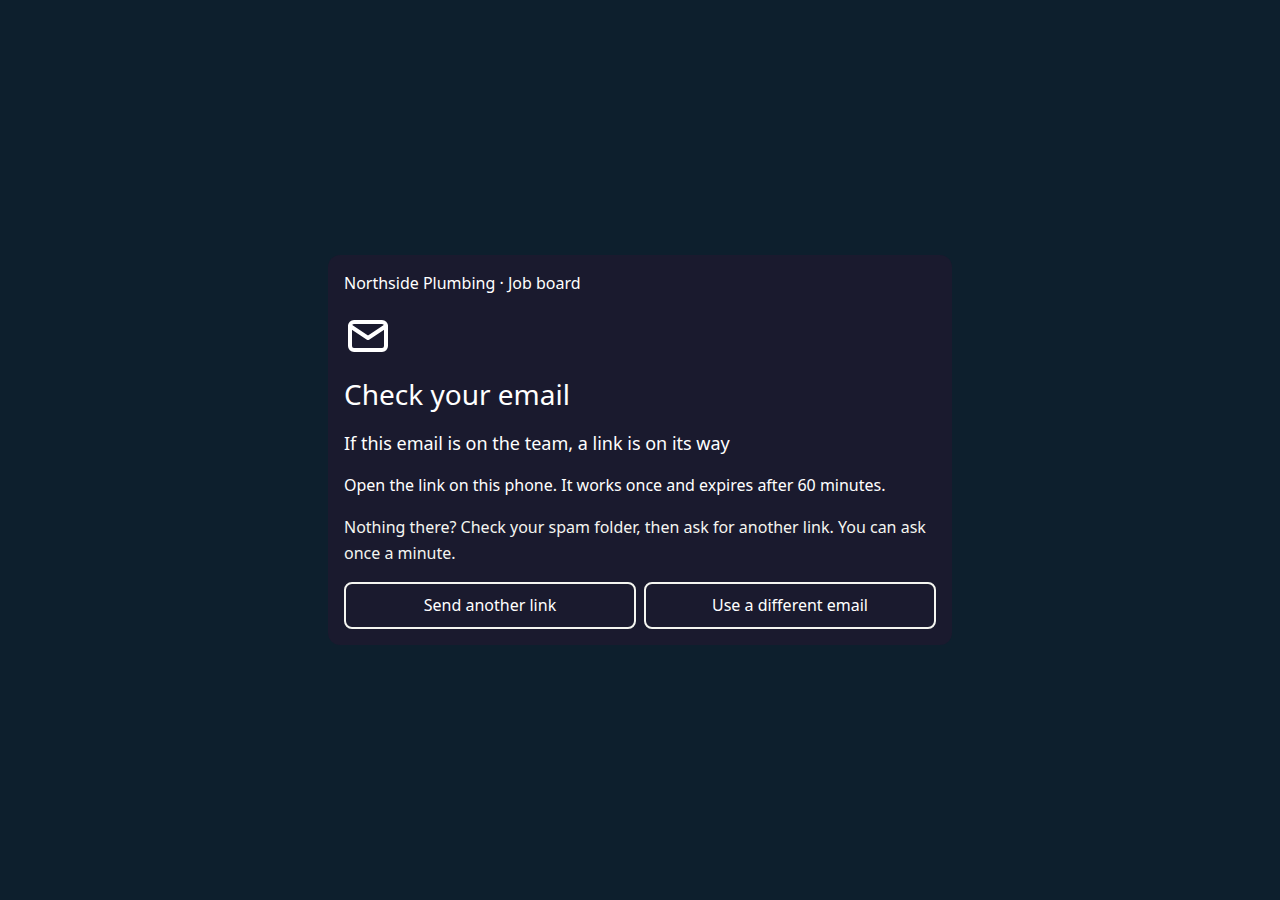 Northside Plumbing · Job board
Check your email
If this email is on the team, a link is on its way
Open the link on this phone. It works once and expires after 60 minutes.
Nothing there? Check your spam folder, then ask for another link. You can ask
once a minute.
Send another link
Use a different email